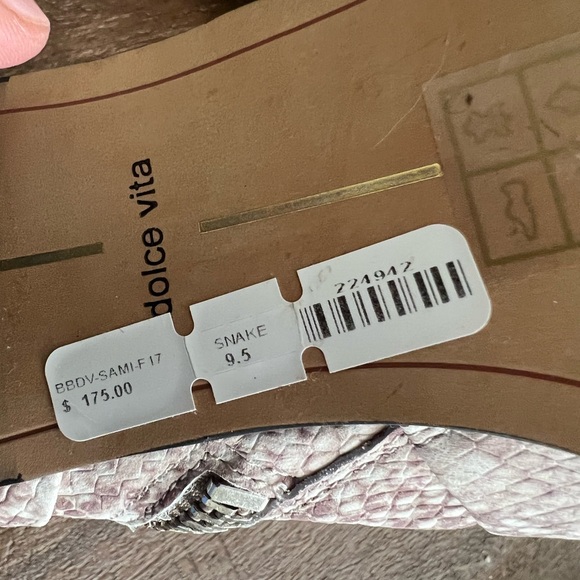 dolce vita
BBDV-SAMI-F17
$ 175.00
SNAKE
9.5
224942